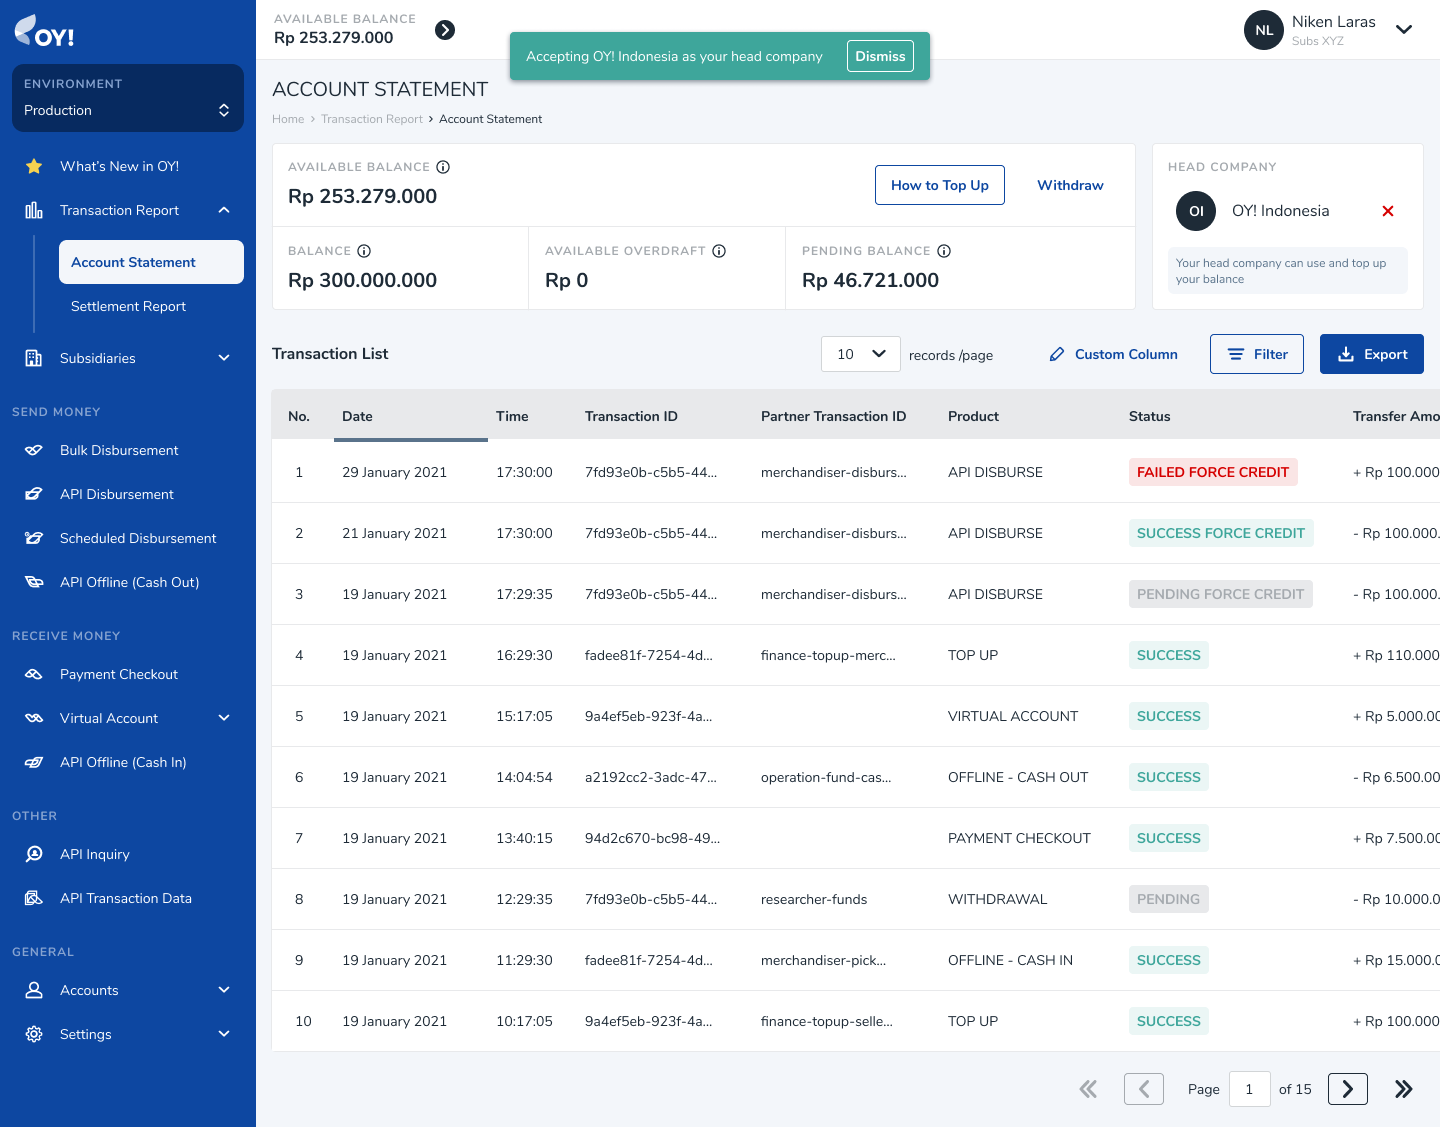 OY!
ENVIRONMENT
Production
What's New in OY!
Transaction Report
Account Statement
Settlement Report
Subsidiaries
SEND MONEY
Bulk Disbursement
API Disbursement
Scheduled Disbursement
API Offline (Cash Out)
RECEIVE MONEY
Payment Checkout
Virtual Account
API Offline (Cash In)
OTHER
API Inquiry
API Transaction Data
GENERAL
Accounts
Settings
AVAILABLE BALANCE
Rp 253.279.000
Accepting OY! Indonesia as your head company Dismiss
NL Niken Laras
Subs XYZ
ACCOUNT STATEMENT
Home › Transaction Report › Account Statement
AVAILABLE BALANCE
Rp 253.279.000
How to Top Up Withdraw
BALANCE
Rp 300.000.000
AVAILABLE OVERDRAFT
Rp 0
PENDING BALANCE
Rp 46.721.000
HEAD COMPANY
OI OY! Indonesia
Your head company can use and top up
your balance
Transaction List 10 records /page Custom Column Filter Export
No. Date Time Transaction ID Partner Transaction ID Product Status Transfer Amo
1 29 January 2021 17:30:00 7fd93e0b-c5b5-44... merchandiser-disburs... API DISBURSE FAILED FORCE CREDIT + Rp 100.000
2 21 January 2021 17:30:00 7fd93e0b-c5b5-44... merchandiser-disburs... API DISBURSE SUCCESS FORCE CREDIT - Rp 100.000.
3 19 January 2021 17:29:35 7fd93e0b-c5b5-44... merchandiser-disburs... API DISBURSE PENDING FORCE CREDIT - Rp 100.000.
4 19 January 2021 16:29:30 fadee81f-7254-4d... finance-topup-merc... TOP UP SUCCESS + Rp 110.000
5 19 January 2021 15:17:05 9a4ef5eb-923f-4a... VIRTUAL ACCOUNT SUCCESS + Rp 5.000.00
6 19 January 2021 14:04:54 a2192cc2-3adc-47... operation-fund-cas... OFFLINE - CASH OUT SUCCESS - Rp 6.500.00
7 19 January 2021 13:40:15 94d2c670-bc98-49... PAYMENT CHECKOUT SUCCESS + Rp 7.500.00
8 19 January 2021 12:29:35 7fd93e0b-c5b5-44... researcher-funds WITHDRAWAL PENDING - Rp 10.000.0
9 19 January 2021 11:29:30 fadee81f-7254-4d... merchandiser-pick... OFFLINE - CASH IN SUCCESS + Rp 15.000.0
10 19 January 2021 10:17:05 9a4ef5eb-923f-4a... finance-topup-selle... TOP UP SUCCESS + Rp 100.000
Page 1 of 15